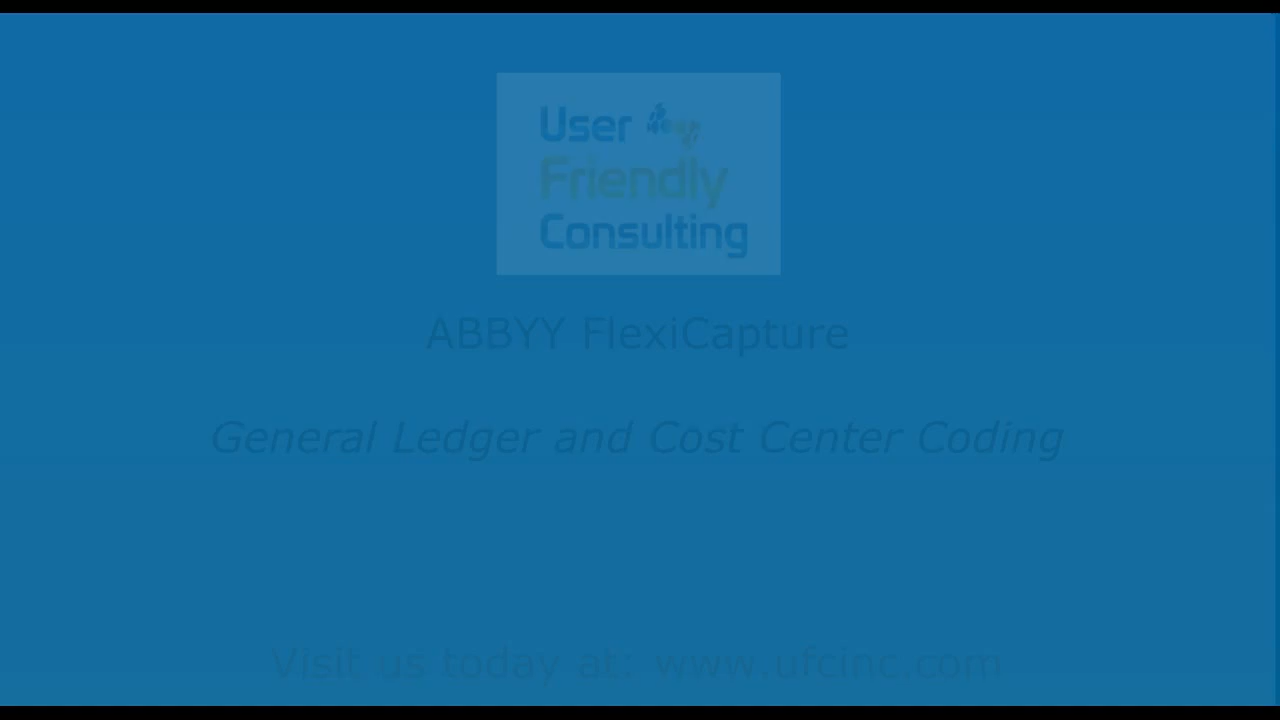 User
Friendly
Consulting
ABBYY FlexiCapture
General Ledger and Cost Center Coding
Visit us today at: www.ufcinc.com